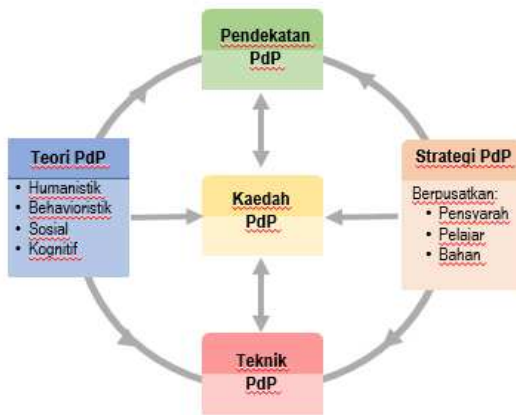 Pendekatan
PdP
Teori PdP
• Humanistik
• Behavioristik
• Sosial
• Kognitif
Kaedah
PdP
Strategi PdP
Berpusatkan:
• Pensyarah
• Pelajar
• Bahan
Teknik
PdP